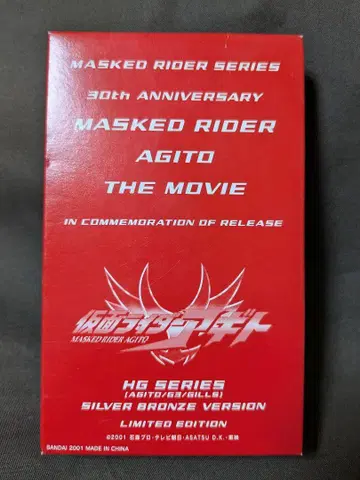 MASKED RIDER SERIES
30th ANNIVERSARY
MASKED RIDER
AGITO
THE MOVIE
IN COMMEMORATION OF RELEASE
仮面ライダーアギト
MASKED RIDER AGITO
HG SERIES
(AGITO/G3/GILLS)
SILVER BRONZE VERSION
LIMITED EDITION
©2001 石森プロ・テレビ朝日・ASATSU D.K.・東映
BANDAI 2001 MADE IN CHINA